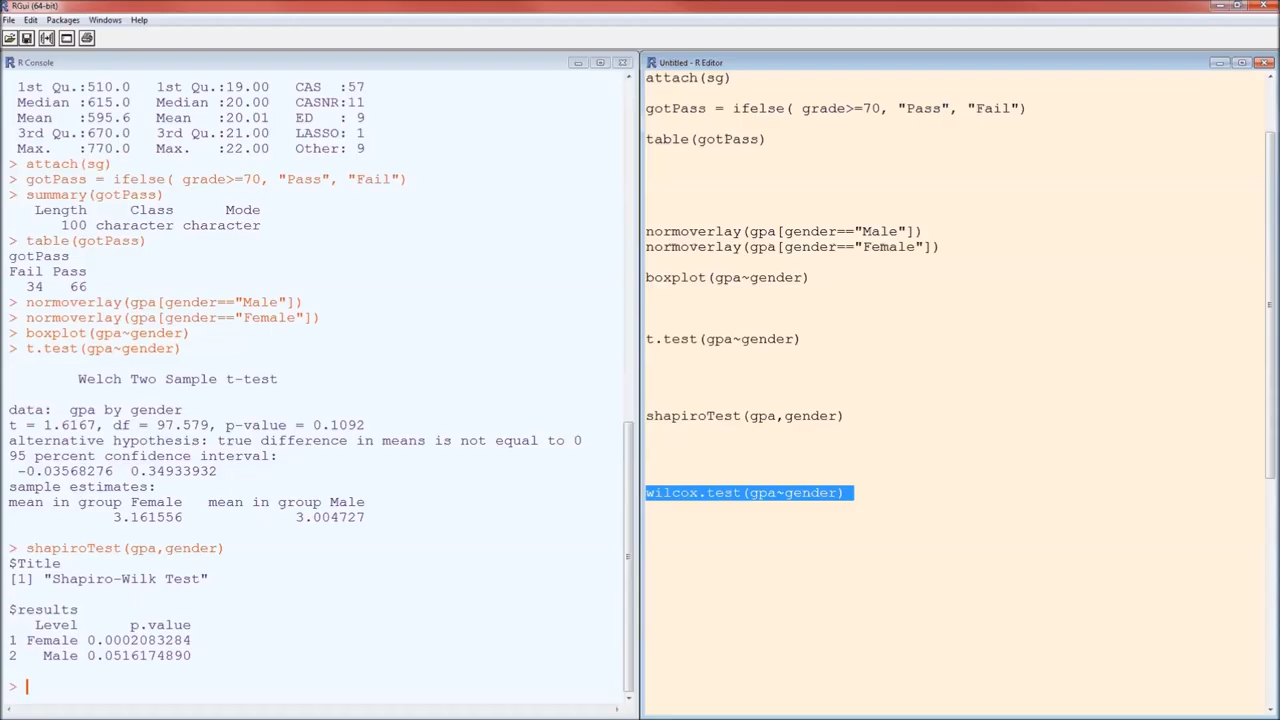 RGui (64-bit)
File Edit Packages Windows Help
R Console
1st Qu.:510.0 1st Qu.:19.00 CAS :57
Median :615.0 Median :20.00 CASNR:11
Mean :595.6 Mean :20.01 ED : 9
3rd Qu.:670.0 3rd Qu.:21.00 LASSO: 1
Max. :770.0 Max. :22.00 Other: 9
> attach(sg)
> gotPass = ifelse( grade>=70, "Pass", "Fail")
> summary(gotPass)
Length Class Mode
100 character character
> table(gotPass)
gotPass
Fail Pass
34 66
> normoverlay(gpa[gender=="Male"])
> normoverlay(gpa[gender=="Female"])
> boxplot(gpa~gender)
> t.test(gpa~gender)
Welch Two Sample t-test
data: gpa by gender
t = 1.6167, df = 97.579, p-value = 0.1092
alternative hypothesis: true difference in means is not equal to 0
95 percent confidence interval:
-0.03568276 0.34933932
sample estimates:
mean in group Female mean in group Male
3.161556 3.004727
> shapiroTest(gpa,gender)
$Title
[1] "Shapiro-Wilk Test"
$results
Level p.value
1 Female 0.0002083284
2 Male 0.0516174890
>
Untitled - R Editor
attach(sg)
gotPass = ifelse( grade>=70, "Pass", "Fail")
table(gotPass)
normoverlay(gpa[gender=="Male"])
normoverlay(gpa[gender=="Female"])
boxplot(gpa~gender)
t.test(gpa~gender)
shapiroTest(gpa,gender)
wilcox.test(gpa~gender)